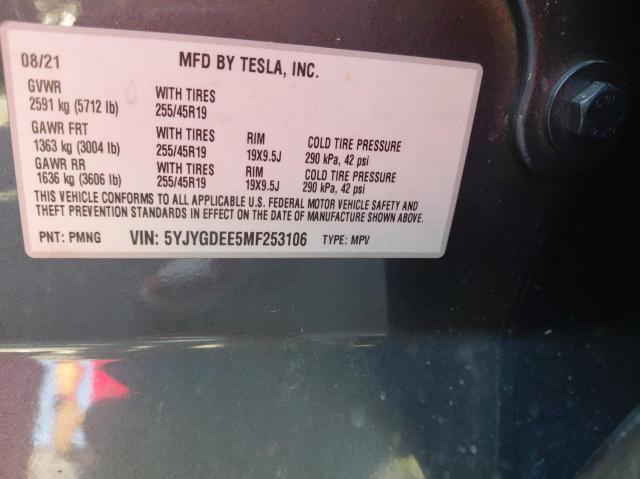 08/21 MFD BY TESLA, INC.
GVWR WITH TIRES
2591 kg (5712 lb) 255/45R19
GAWR FRT WITH TIRES RIM COLD TIRE PRESSURE
1363 kg (3004 lb) 255/45R19 19X9.5J 290 kPa, 42 psi
GAWR RR WITH TIRES RIM COLD TIRE PRESSURE
1636 kg (3606 lb) 255/45R19 19X9.5J 290 kPa, 42 psi
THIS VEHICLE CONFORMS TO ALL APPLICABLE U.S. FEDERAL MOTOR VEHICLE SAFETY AND
THEFT PREVENTION STANDARDS IN EFFECT ON THE DATE OF MANUFACTURE SHOWN ABOVE.
PNT: PMNG VIN: 5YJYGDEE5MF253106 TYPE: MPV